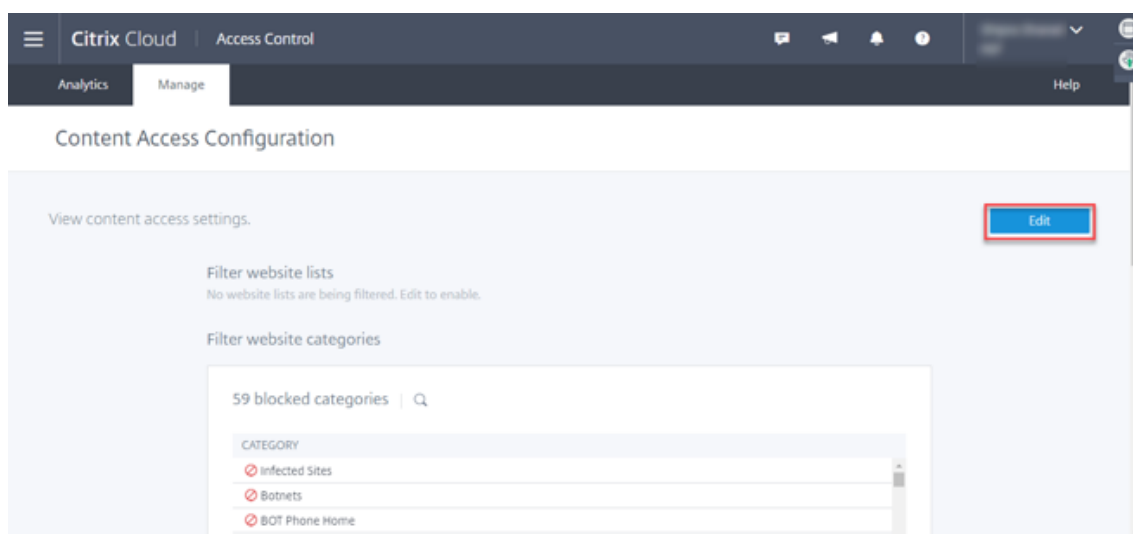 Citrix Cloud Access Control
Analytics Manage Help
Content Access Configuration
View content access settings. Edit
Filter website lists
No website lists are being filtered. Edit to enable.
Filter website categories
59 blocked categories
CATEGORY
Infected Sites
Botnets
BOT Phone Home